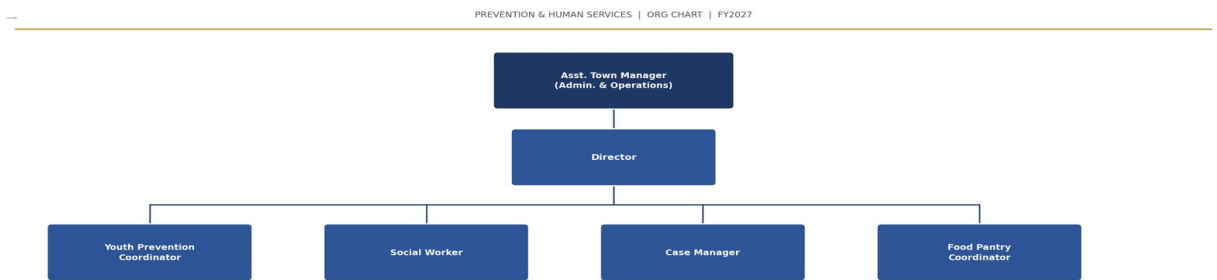 PREVENTION & HUMAN SERVICES | ORG CHART | FY2027
Asst. Town Manager
(Admin. & Operations)
Director
Youth Prevention
Coordinator
Social Worker
Case Manager
Food Pantry
Coordinator